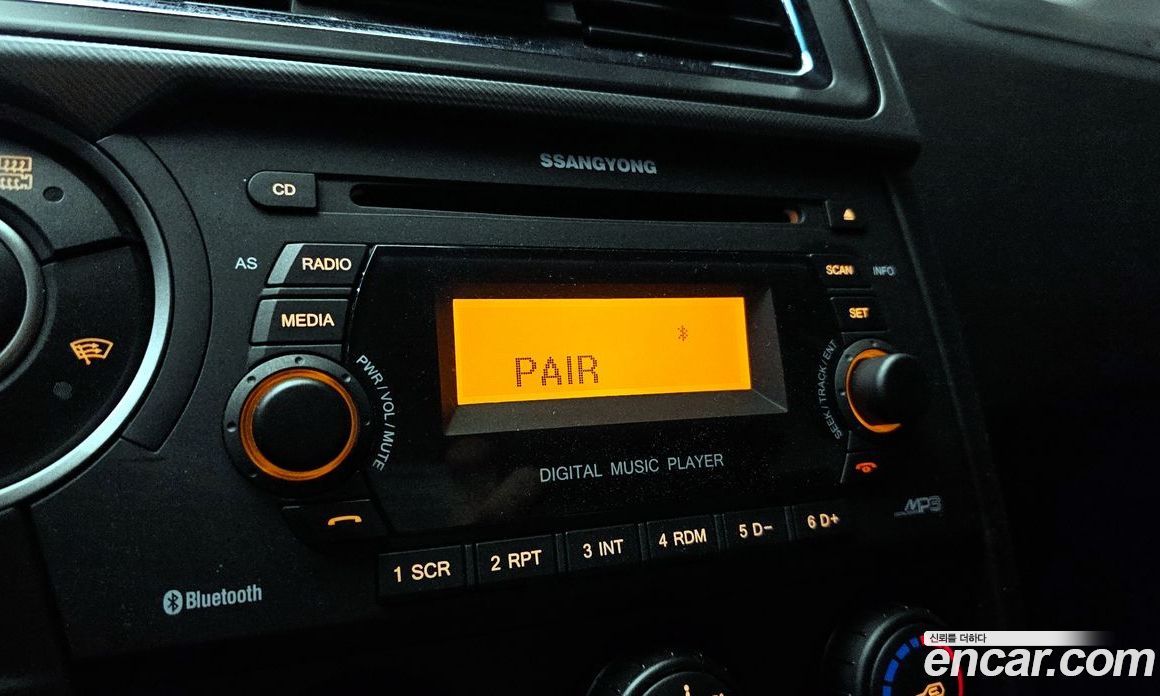 SSANGYONG
CD
AS RADIO
SCAN INFO
MEDIA
SET
PWR / VOL / MUTE
PAIR
SEEK / TRACK / ENT
DIGITAL MUSIC PLAYER
MP3
1 SCR
2 RPT
3 INT
4 RDM
5 D-
6 D+
Bluetooth
신뢰를 더하다
encar.com